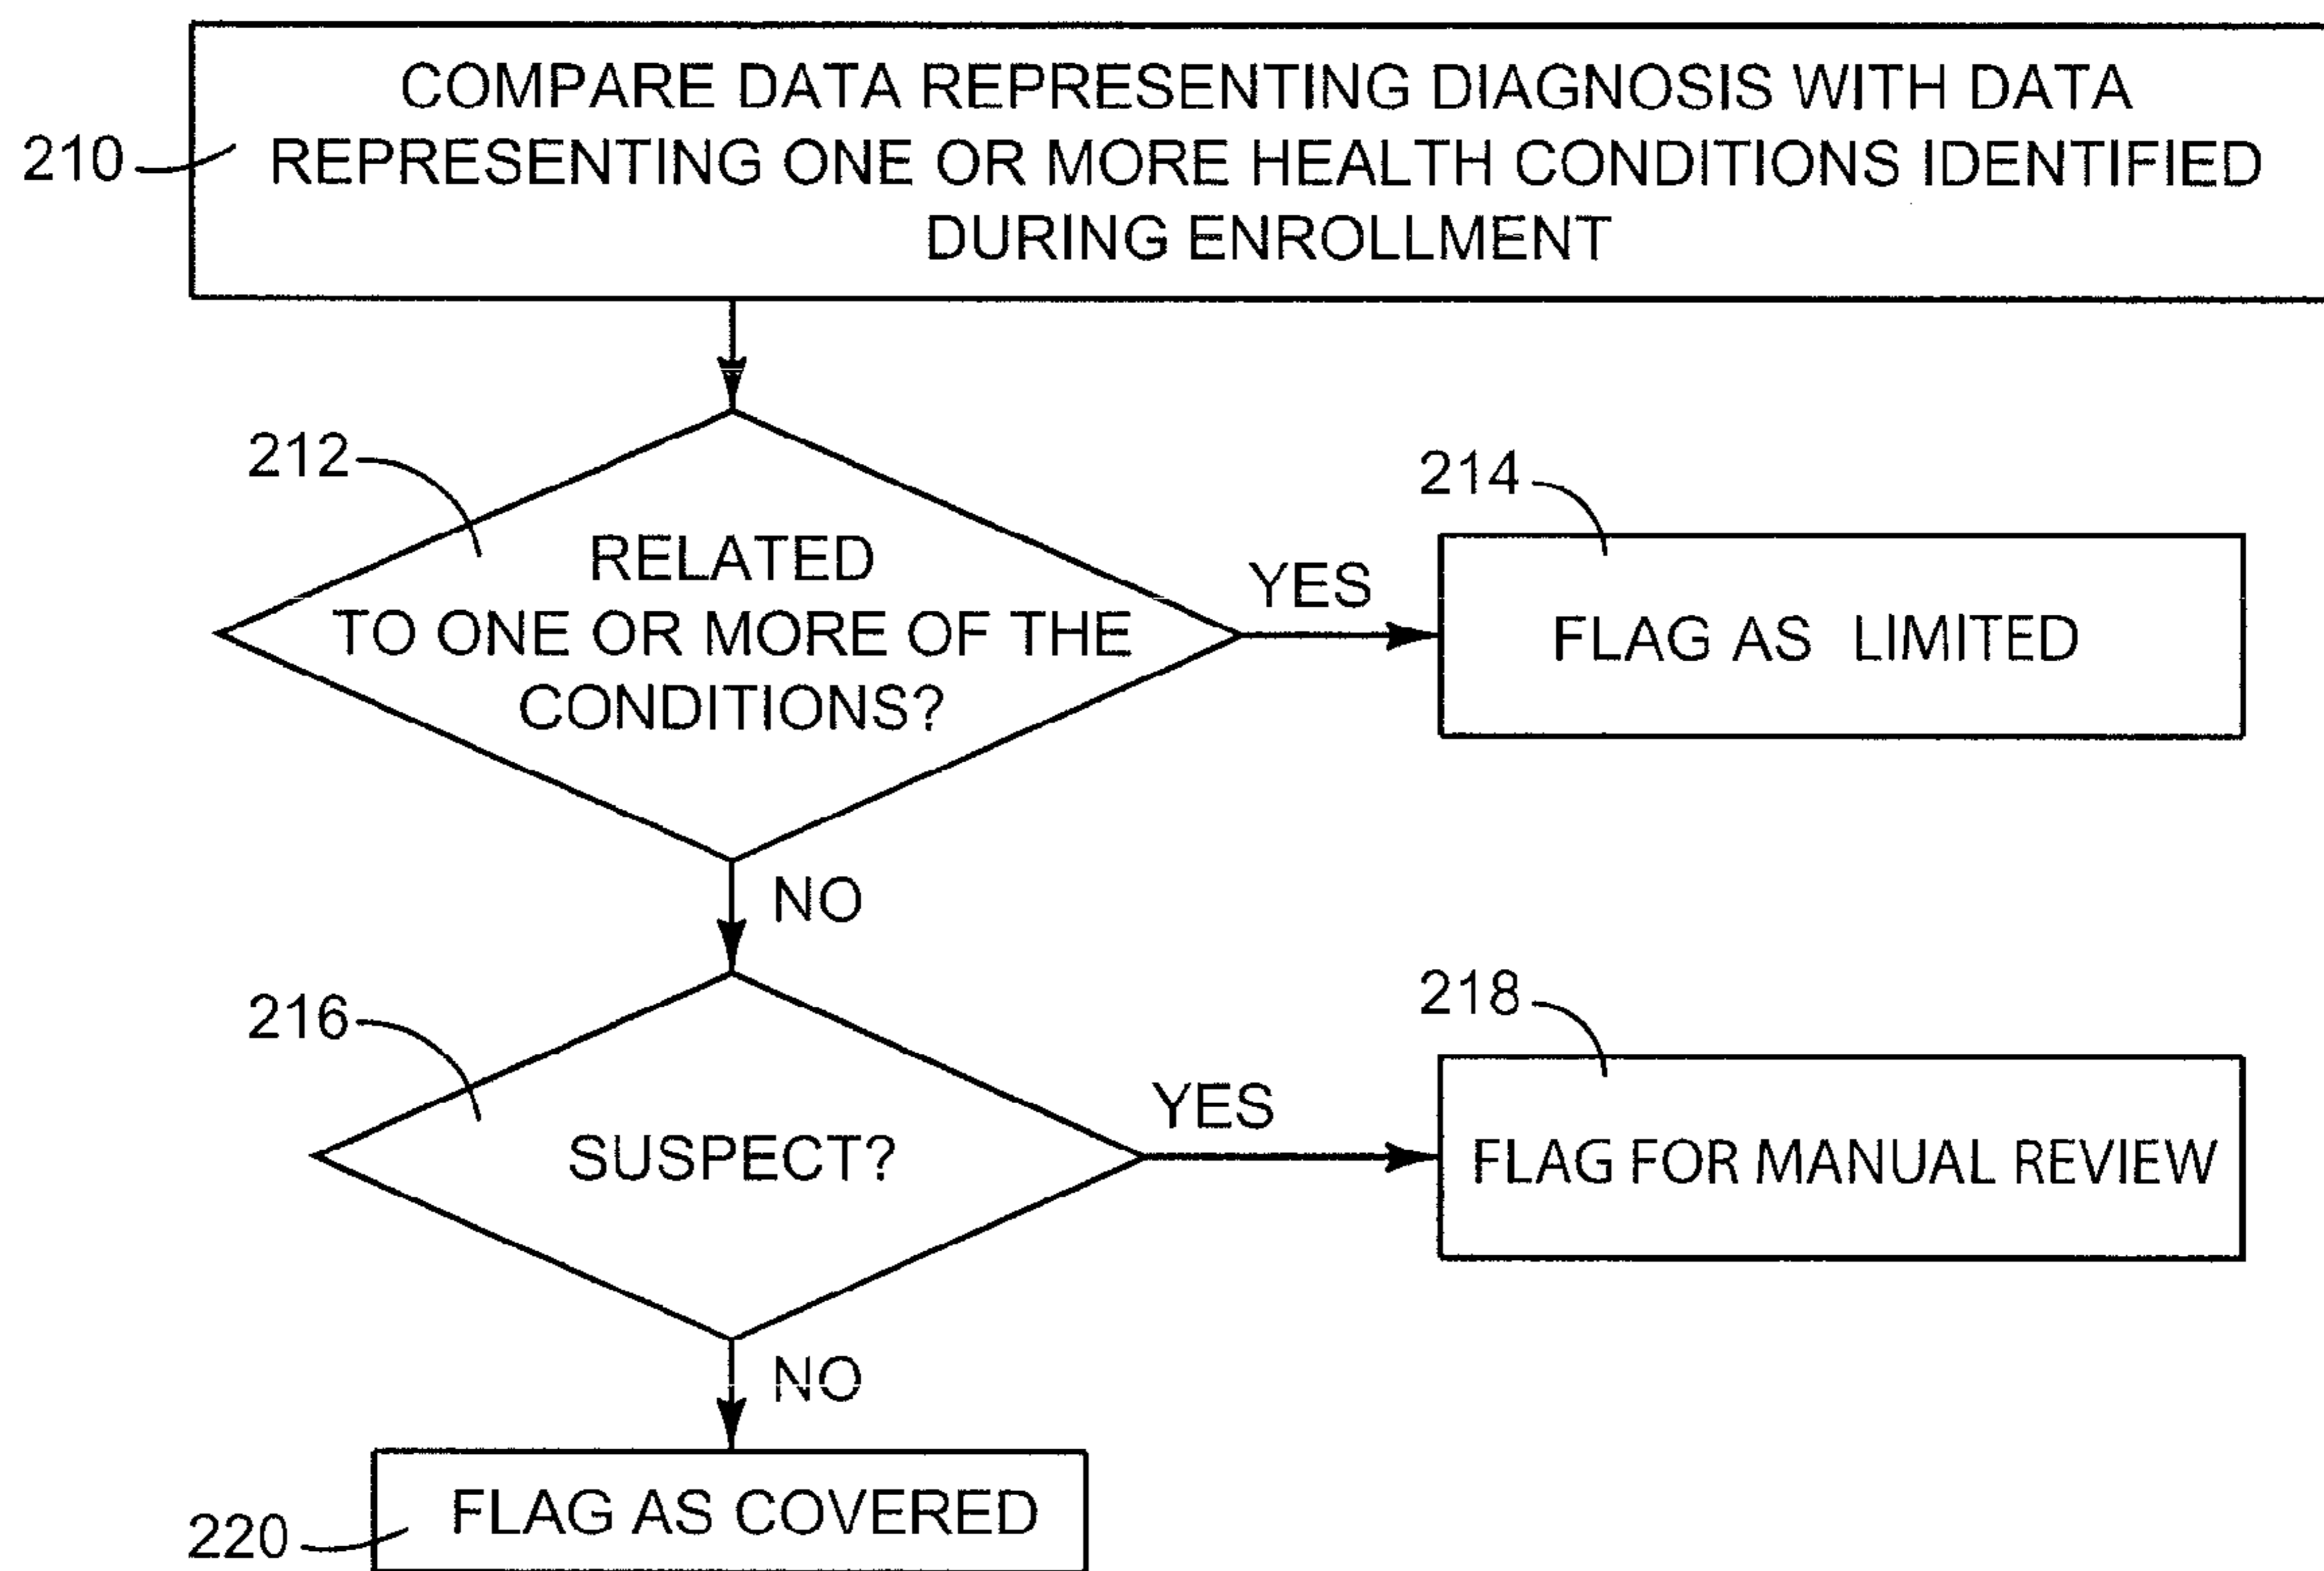 COMPARE DATA REPRESENTING DIAGNOSIS WITH DATA
210
REPRESENTING ONE OR MORE HEALTH CONDITIONS IDENTIFIED
DURING ENROLLMENT
212
RELATED
TO ONE OR MORE OF THE
CONDITIONS?
YES
214
FLAG AS LIMITED
NO
216
SUSPECT?
YES
218
FLAG FOR MANUAL REVIEW
NO
220
FLAG AS COVERED